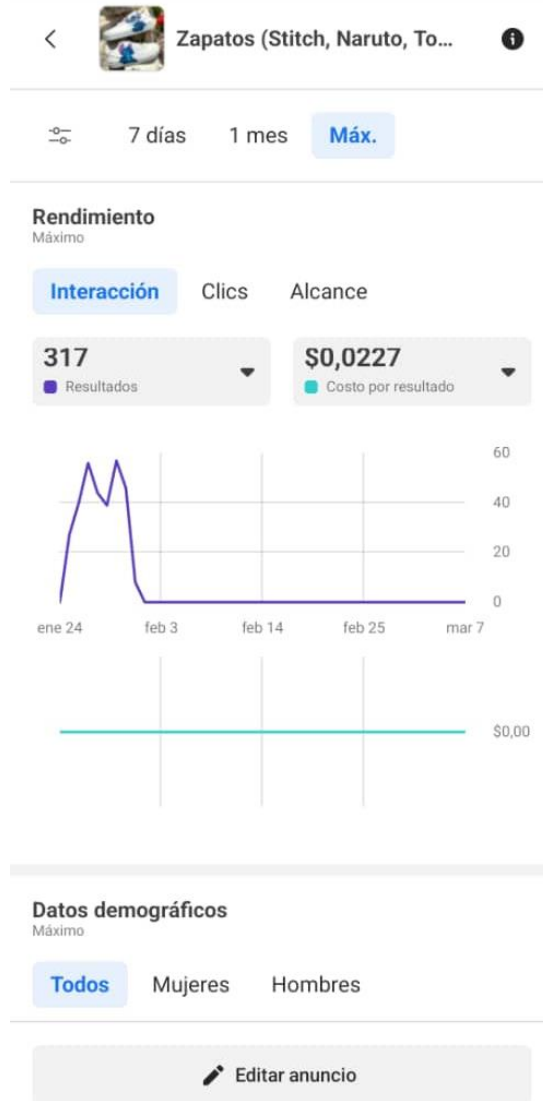 Zapatos (Stitch, Naruto, To...
7 días 1 mes Máx.
Rendimiento
Máximo
Interacción Clics Alcance
317 $0,0227
Resultados Costo por resultado
60
40
20
0
ene 24 feb 3 feb 14 feb 25 mar 7
$0,00
Datos demográficos
Máximo
Todos Mujeres Hombres
Editar anuncio